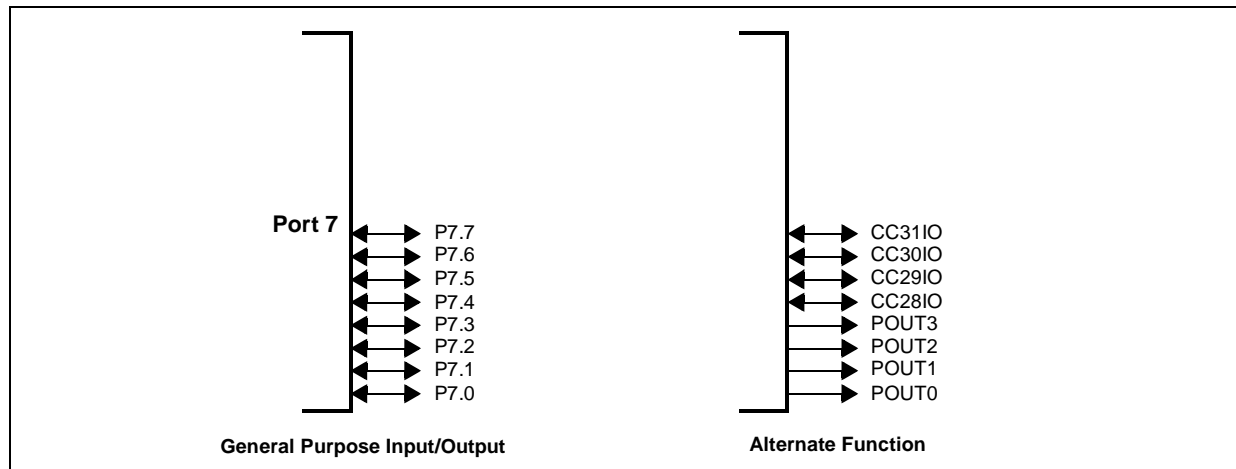 Port 7
P7.7
P7.6
P7.5
P7.4
P7.3
P7.2
P7.1
P7.0
General Purpose Input/Output
CC31IO
CC30IO
CC29IO
CC28IO
POUT3
POUT2
POUT1
POUT0
Alternate Function